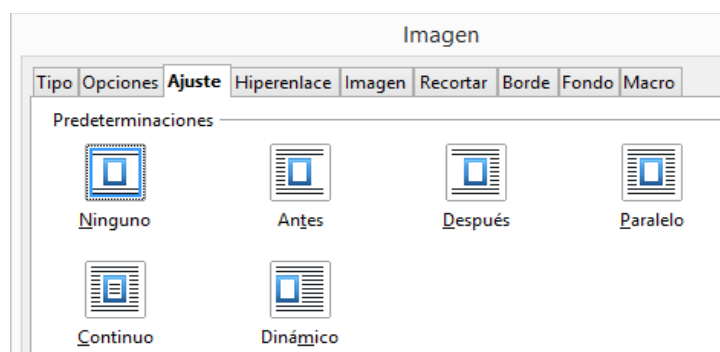 Imagen
Tipo Opciones Ajuste Hiperenlace Imagen Recortar Borde Fondo Macro
Predeterminaciones
Ninguno Antes Después Paralelo
Continuo Dinámico